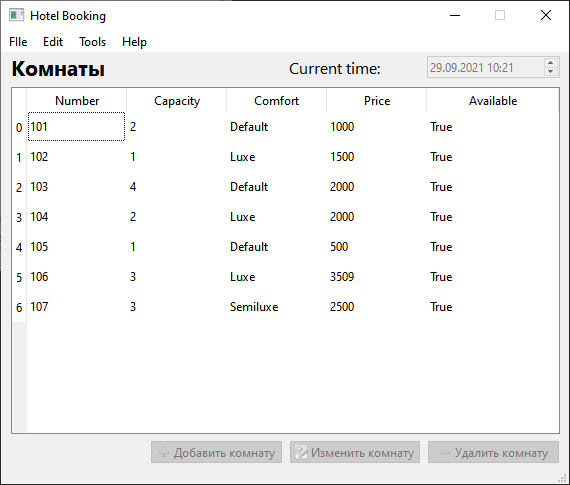 Hotel Booking
FIle Edit Tools Help
Комнаты Current time: 29.09.2021 10:21
Number Capacity Comfort Price Available
0 101 2 Default 1000 True
1 102 1 Luxe 1500 True
2 103 4 Default 2000 True
3 104 2 Luxe 2000 True
4 105 1 Default 500 True
5 106 3 Luxe 3509 True
6 107 3 Semiluxe 2500 True
Добавить комнату Изменить комнату Удалить комнату